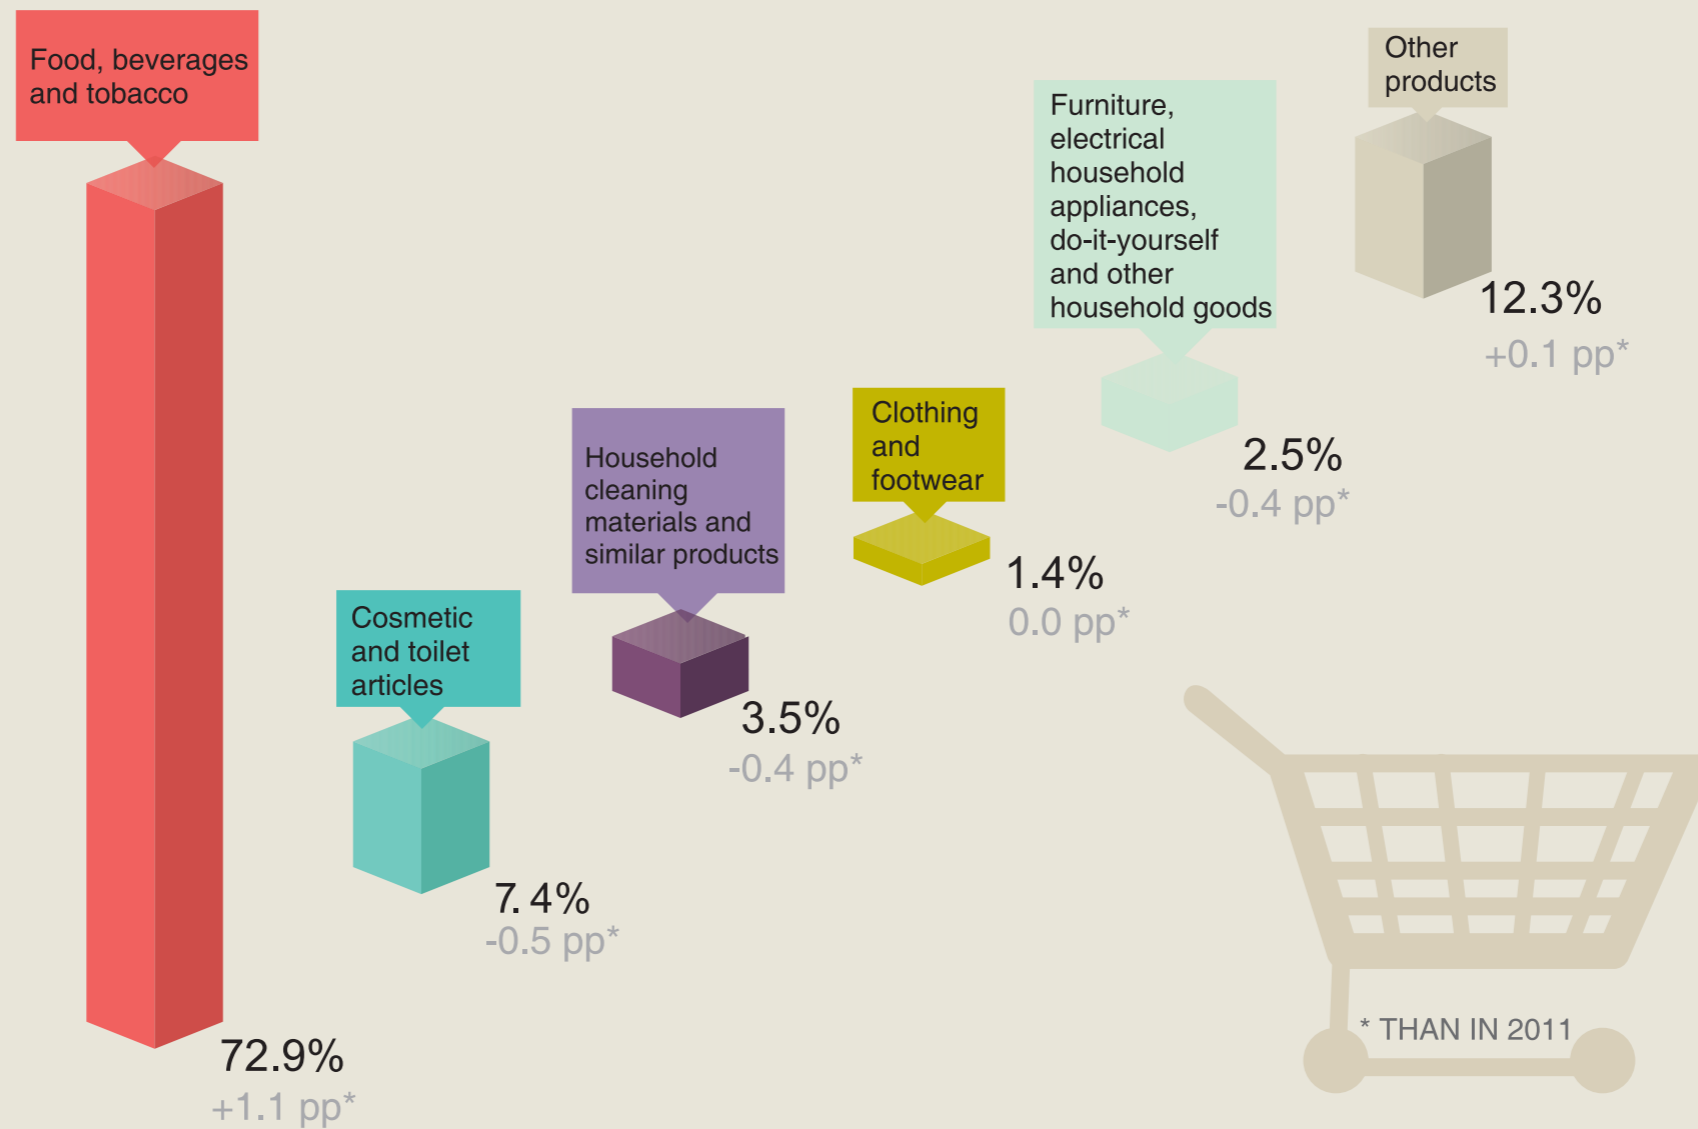 Food, beverages
and tobacco
72.9%
+1.1 pp*
Cosmetic
and toilet
articles
7.4%
-0.5 pp*
Household
cleaning
materials and
similar products
3.5%
-0.4 pp*
Clothing
and
footwear
1.4%
0.0 pp*
Furniture,
electrical
household
appliances,
do-it-yourself
and other
household goods
2.5%
-0.4 pp*
Other
products
12.3%
+0.1 pp*
* THAN IN 2011